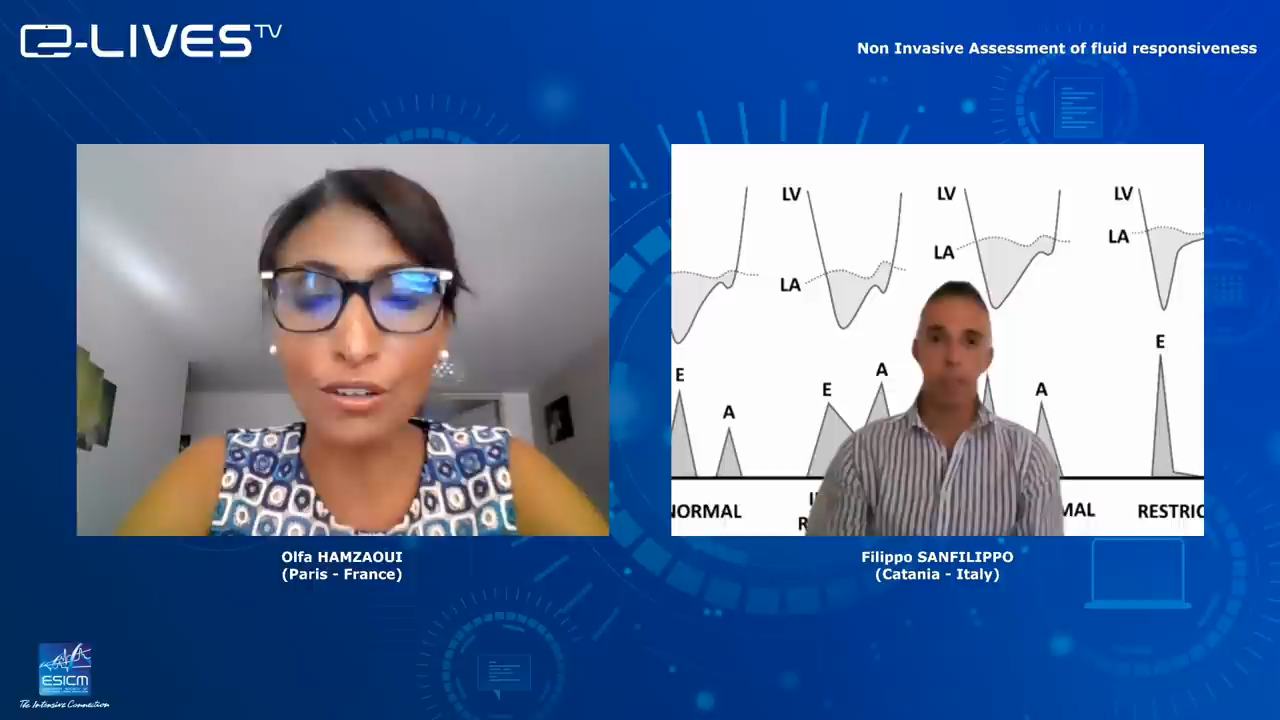 e-LIVES TV
Non Invasive Assessment of fluid responsiveness
LV
LV
LV
LA
LA
LA
E
A
E
A
A
E
NORMAL
I
R
MAL
RESTRIC
Olfa HAMZAOUI
(Paris - France)
Filippo SANFILIPPO
(Catania - Italy)
ESICM
The Intensive Connection